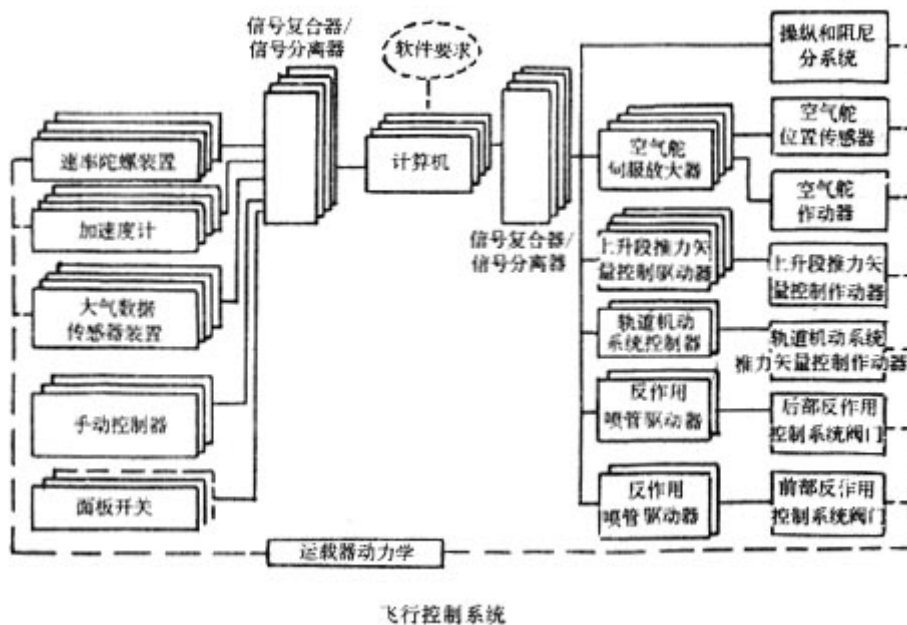 信号复合器/
信号分离器
软件要求
操纵和阻尼
分系统
速率陀螺装置
计算机
空气舵
伺服放大器
空气舵
位置传感器
加速度计
空气舵
作动器
信号复合器/
信号分离器
上升段推力矢
量控制驱动器
上升段推力矢
量控制作动器
大气数据
传感器装置
轨道机动
系统控制器
轨道机动系统
推力矢量控制作动器
手动控制器
反作用
喷管驱动器
后部反作用
控制系统阀门
面板开关
反作用
喷管驱动器
前部反作用
控制系统阀门
运载器动力学
飞行控制系统